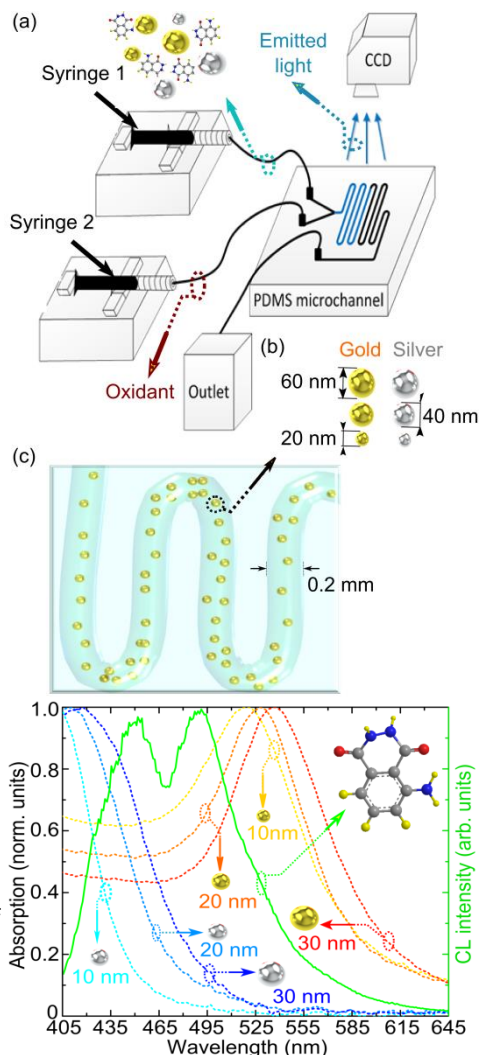 (a)
Emitted
light
CCD
Syringe 1
Syringe 2
PDMS microchannel
Oxidant
Outlet
(b)
Gold Silver
60 nm
40 nm
20 nm
(c)
0.2 mm
Absorption (norm. units)
CL intensity (arb. units)
1.0
0.8
0.6
0.4
0.2
10nm
20 nm
30 nm
20 nm
10 nm
30 nm
405 435 465 495 525 555 585 615 645
Wavelength (nm)